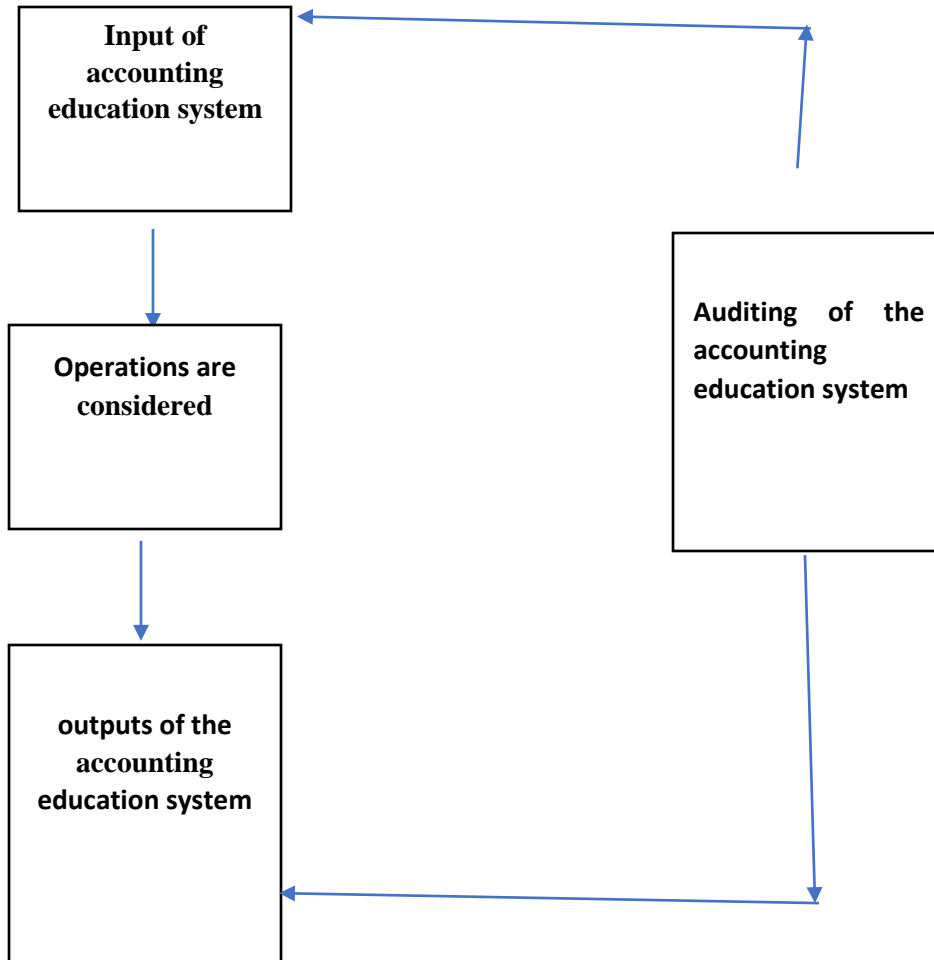 Input of
accounting
education system
Operations are
considered
outputs of the
accounting
education system
Auditing of the
accounting
education system